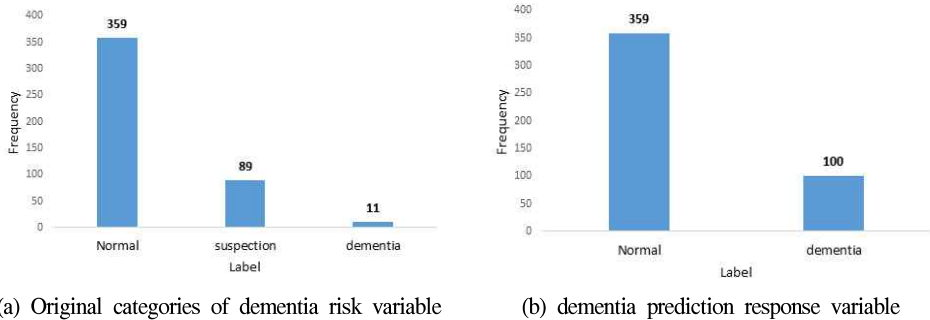 400
350
300
250
200
150
100
50
0
Frequency
359
89
11
Normal suspection dementia
Label
(a) Original categories of dementia risk variable
400
350
300
250
200
150
100
50
0
Frequency
359
100
Normal dementia
Label
(b) dementia prediction response variable